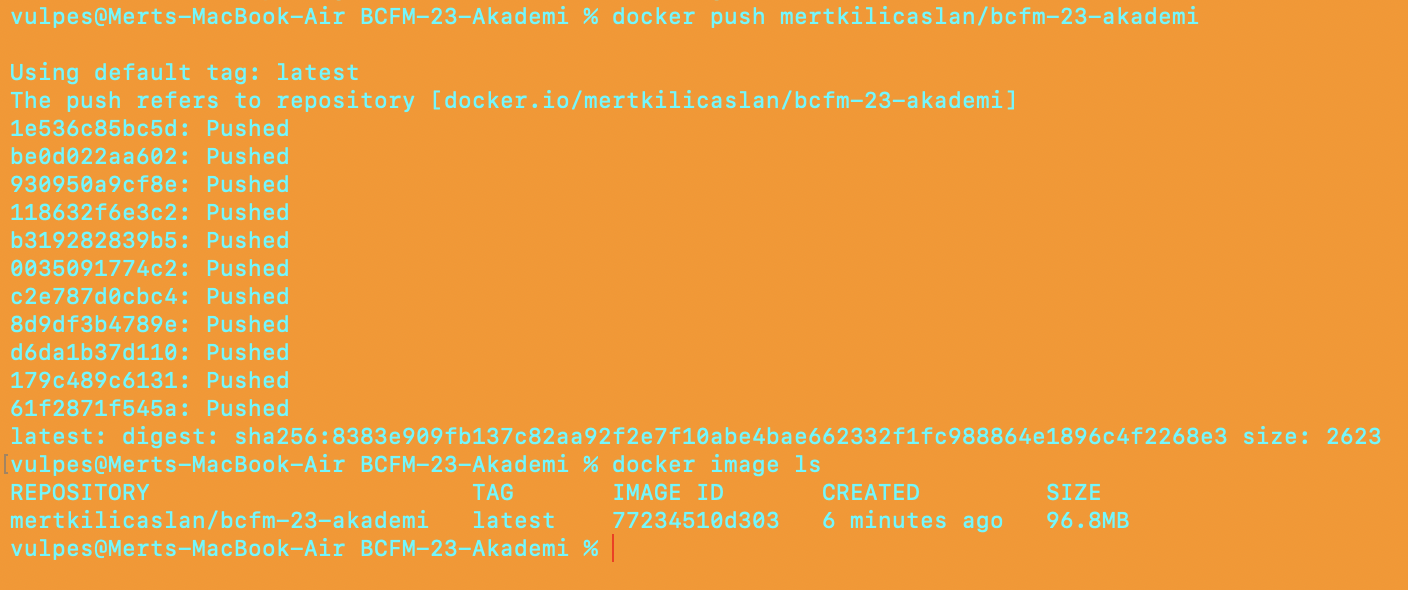 vulpes@Merts-MacBook-Air BCFM-23-Akademi % docker push mertkilicaslan/bcfm-23-akademi
Using default tag: latest
The push refers to repository [docker.io/mertkilicaslan/bcfm-23-akademi]
1e536c85bc5d: Pushed
be0d022aa602: Pushed
930950a9cf8e: Pushed
118632f6e3c2: Pushed
b319282839b5: Pushed
0035091774c2: Pushed
c2e787d0cbc4: Pushed
8d9df3b4789e: Pushed
d6da1b37d110: Pushed
179c489c6131: Pushed
61f2871f545a: Pushed
latest: digest: sha256:8383e909fb137c82aa92f2e7f10abe4bae662332f1fc988864e1896c4f2268e3 size: 2623
[vulpes@Merts-MacBook-Air BCFM-23-Akademi % docker image ls
REPOSITORY                       TAG       IMAGE ID       CREATED         SIZE
mertkilicaslan/bcfm-23-akademi   latest    77234510d303   6 minutes ago   96.8MB
vulpes@Merts-MacBook-Air BCFM-23-Akademi %